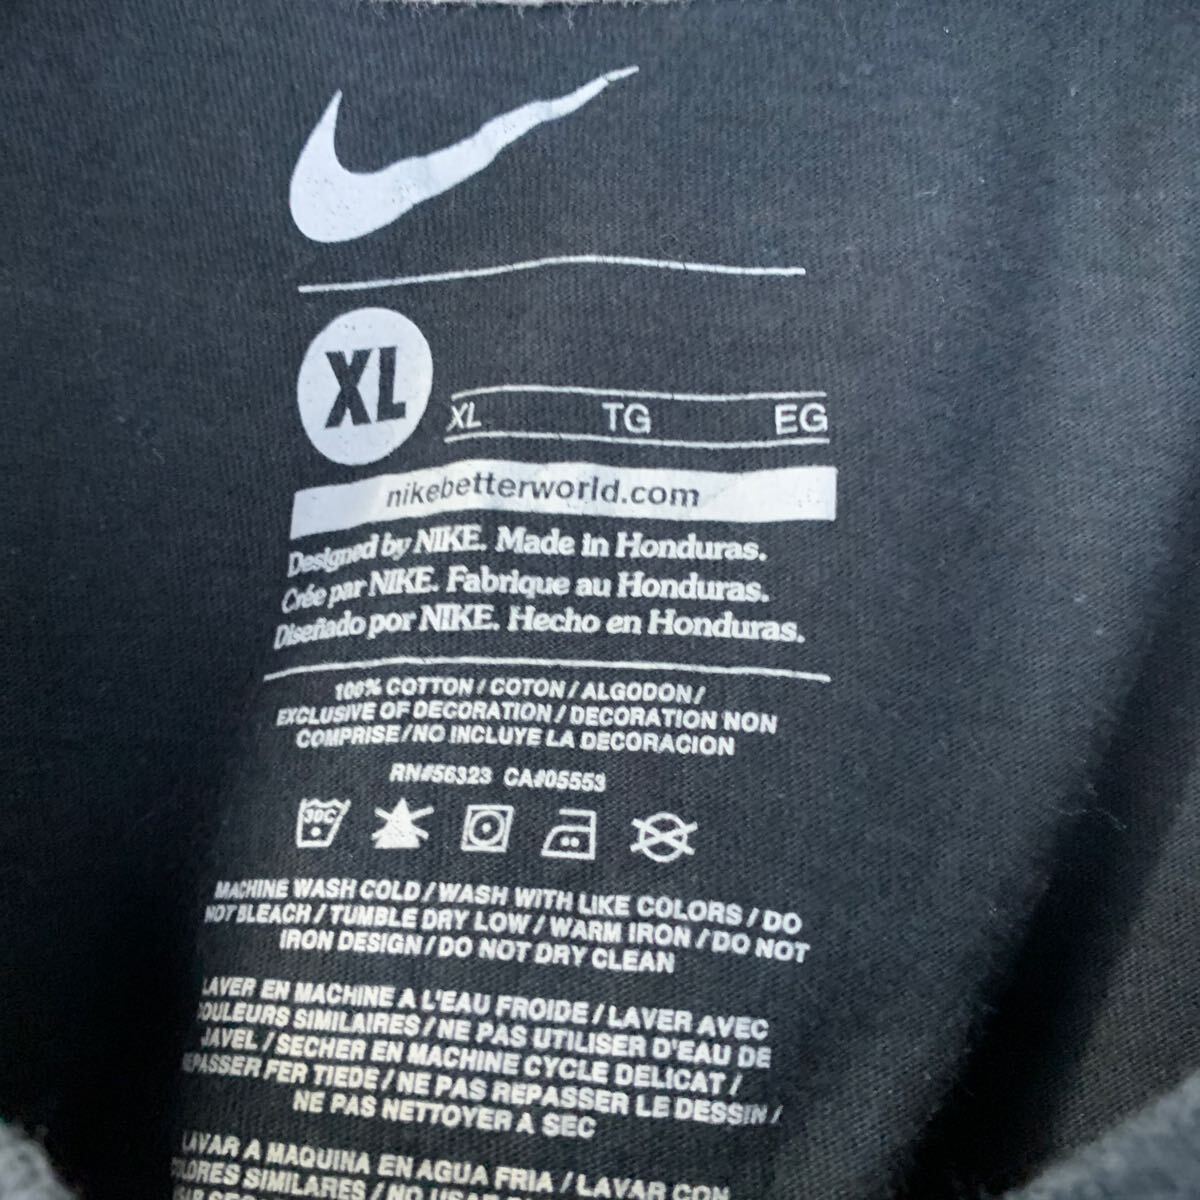 XL
XL TG EG
nikebetterworld.com
Designed by NIKE. Made in Honduras.
Crée par NIKE. Fabrique au Honduras.
Diseñado por NIKE. Hecho en Honduras.
100% COTTON / COTON / ALGODON /
EXCLUSIVE OF DECORATION / DECORATION NON
COMPRISE / NO INCLUYE LA DECORACION
RN#56323 CA#05553
30C
MACHINE WASH COLD / WASH WITH LIKE COLORS / DO
NOT BLEACH / TUMBLE DRY LOW / WARM IRON / DO NOT
IRON DESIGN / DO NOT DRY CLEAN
LAVER EN MACHINE A L'EAU FROIDE / LAVER AVEC
COULEURS SIMILAIRES / NE PAS UTILISER D'EAU DE
JAVEL / SECHER EN MACHINE CYCLE DELICAT /
REPASSER FER TIEDE / NE PAS REPASSER LE DESSIN /
NE PAS NETTOYER A SEC
LAVAR A MAQUINA EN AGUA FRIA / LAVAR CON
COLORES SIMILARES / NO USAR